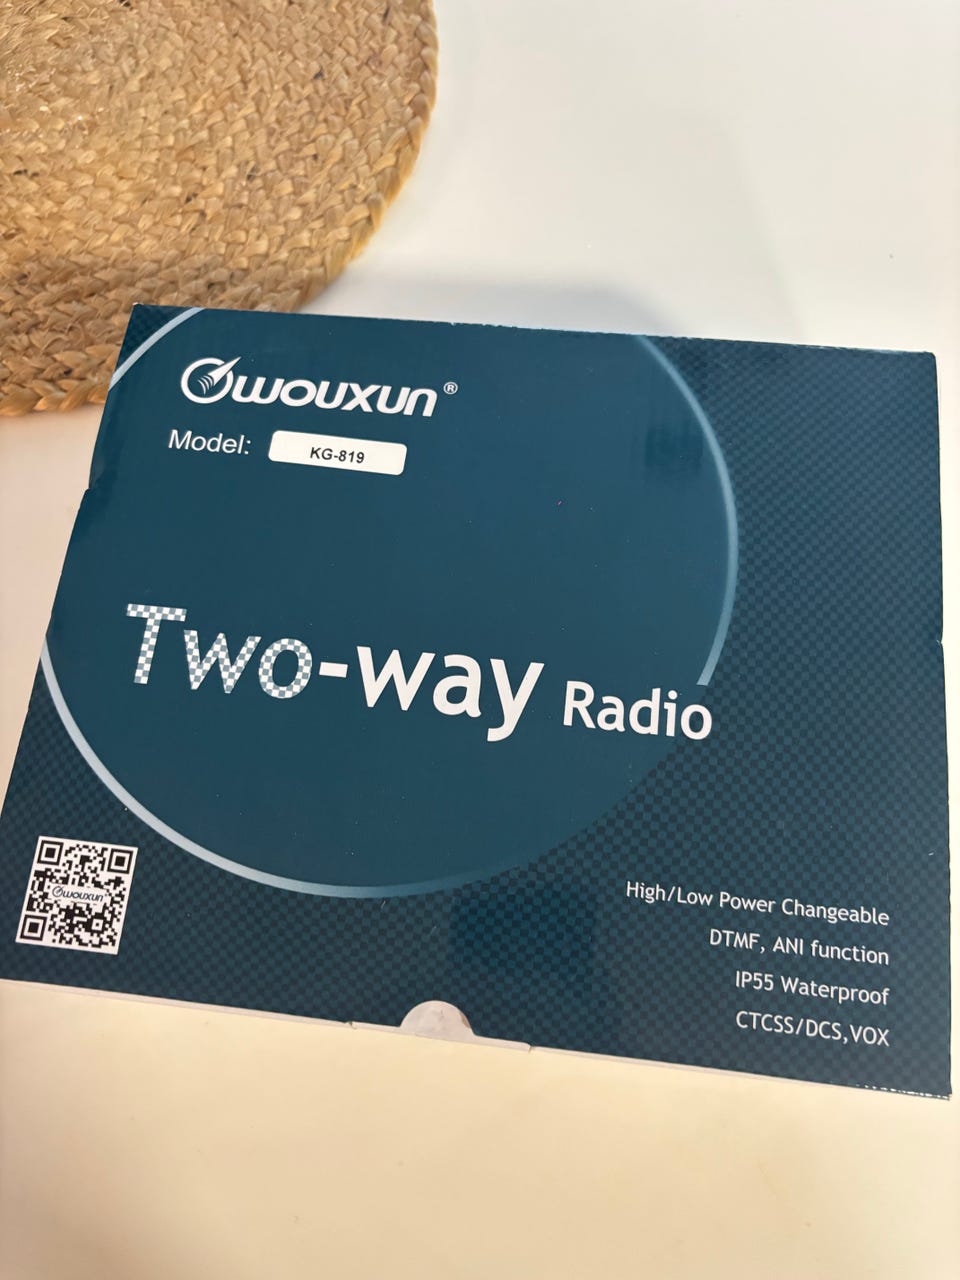 WOUXUN®
Model: KG-819
Two-way Radio
WOUXUN
High/Low Power Changeable
DTMF, ANI function
IP55 Waterproof
CTCSS/DCS,VOX